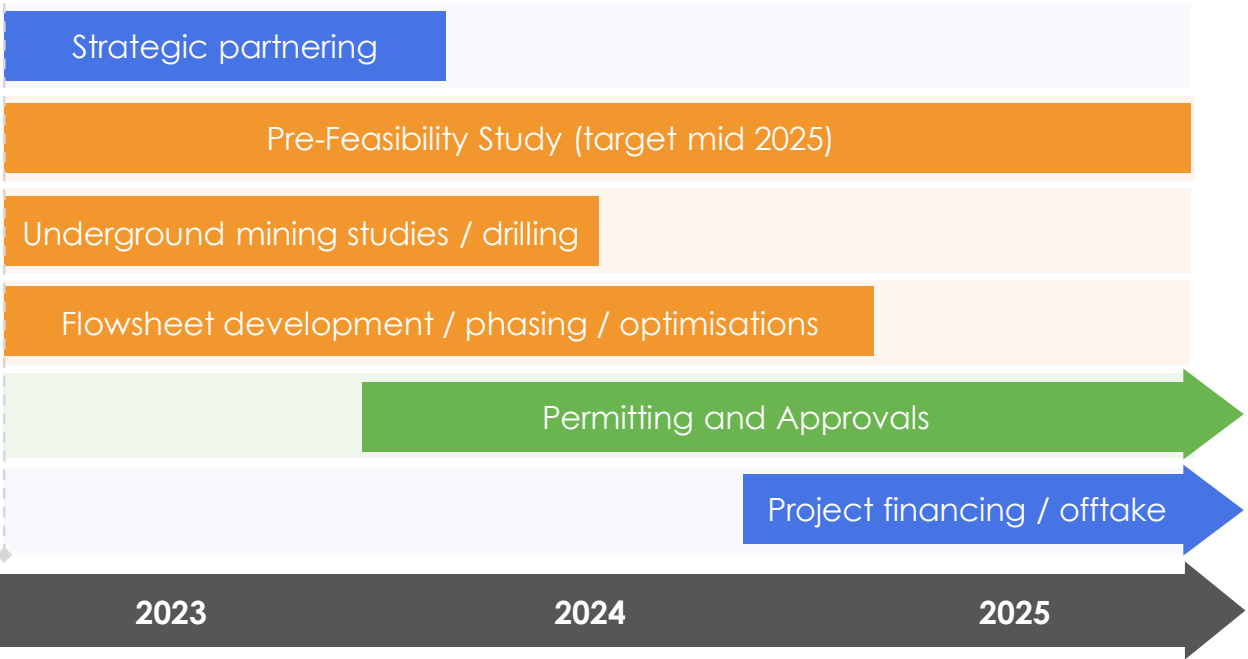 Strategic partnering
Pre-Feasibility Study (target mid 2025)
Underground mining studies / drilling
Flowsheet development / phasing / optimisations
Permitting and Approvals
Project financing / offtake
2023 2024 2025